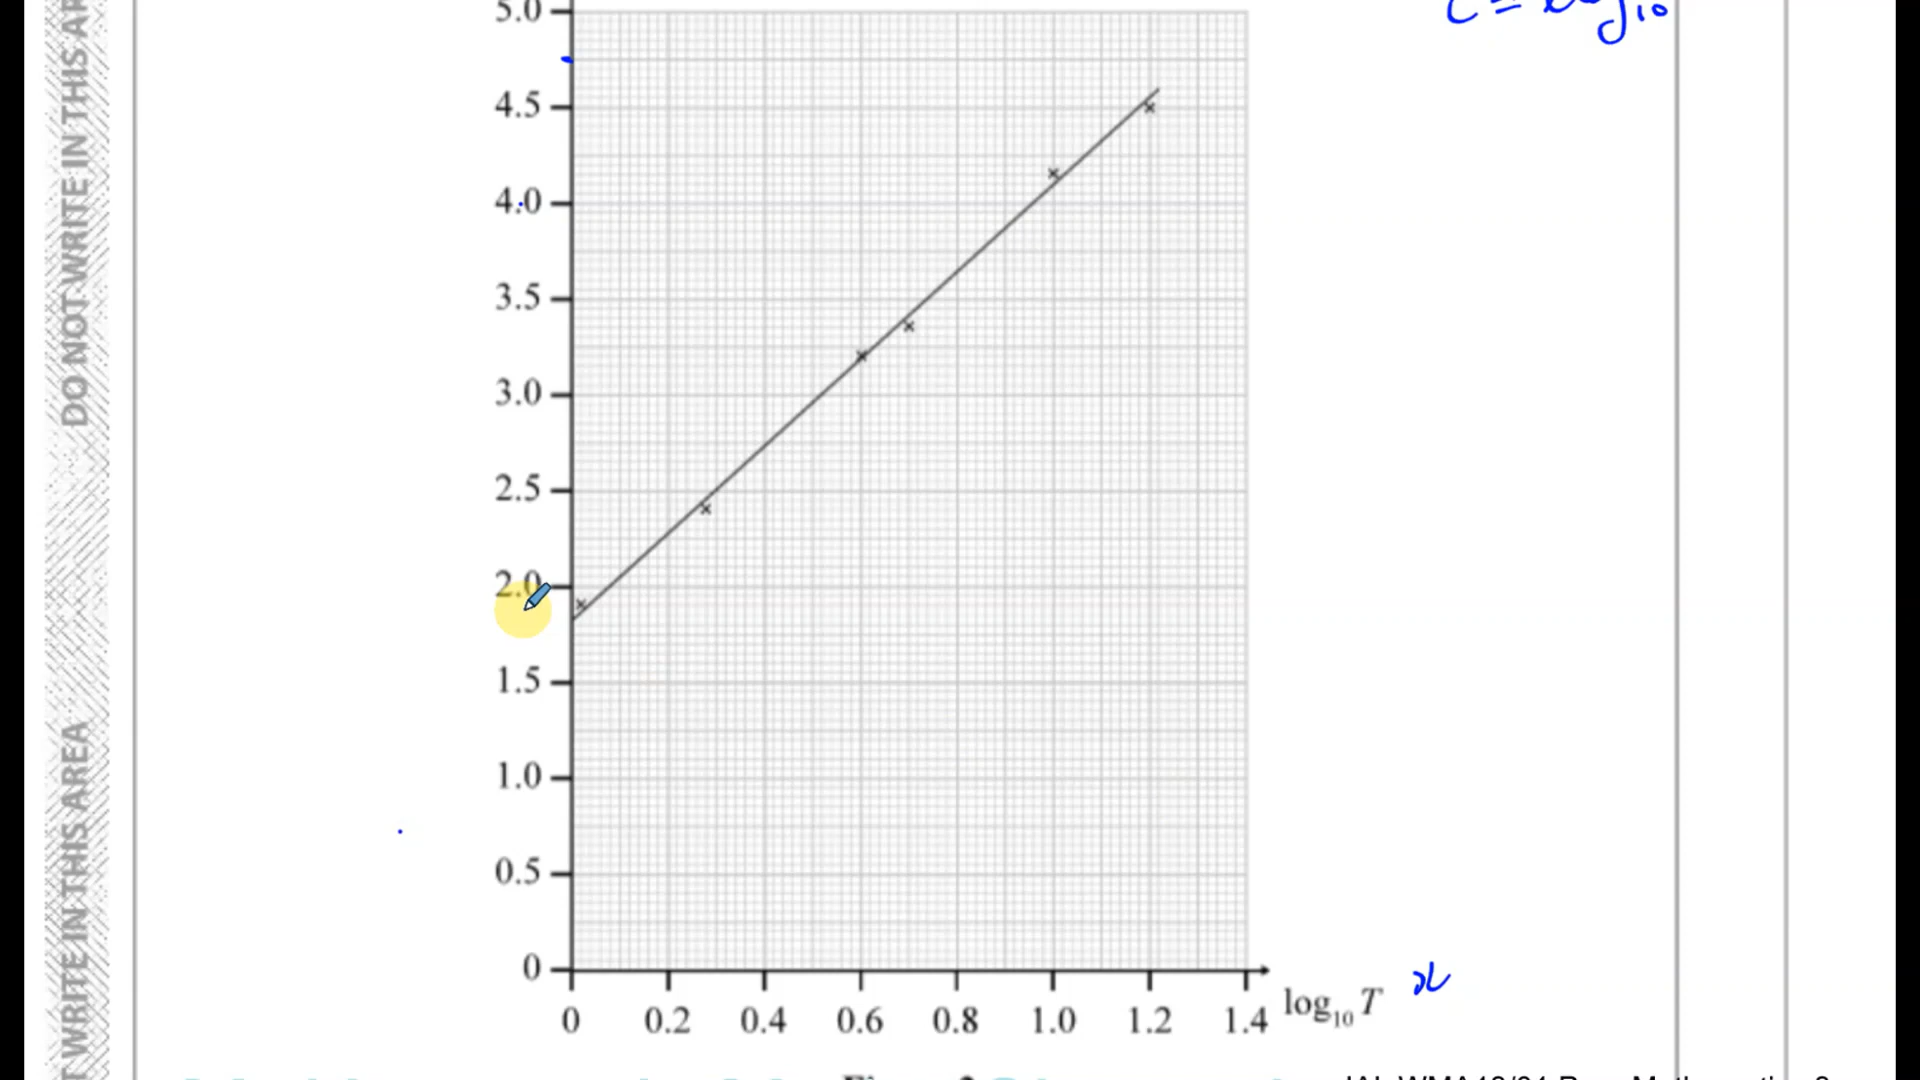 5.0
4.5
4.0
3.5
3.0
2.5
2.0
1.5
1.0
0.5
0
0 0.2 0.4 0.6 0.8 1.0 1.2 1.4
log₁₀ T x
DO NOT WRITE IN THIS AR
T WRITE IN THIS AREA